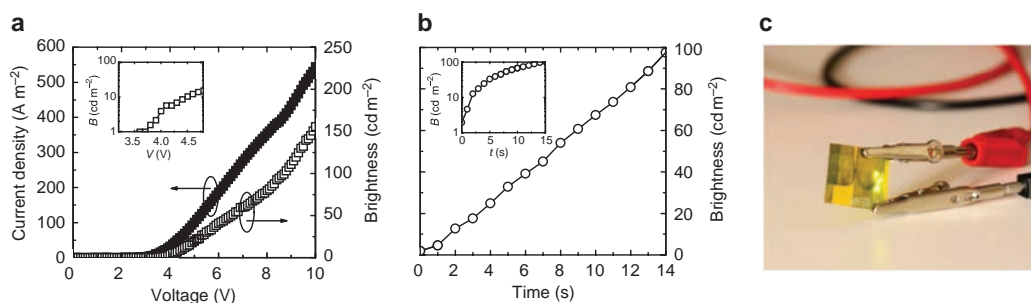 a
600
500
400
300
200
100
0
Current density (A m⁻²)
0 2 4 6 8 10
Voltage (V)
250
200
150
100
50
0
Brightness (cd m⁻²)
100
10
1
B (cd m⁻²)
3.5 4.0 4.5
V (V)
b
100
80
60
40
20
0
Brightness (cd m⁻²)
0 2 4 6 8 10 12 14
Time (s)
100
10
1
B (cd m⁻²)
0 5 10 15
t (s)
c